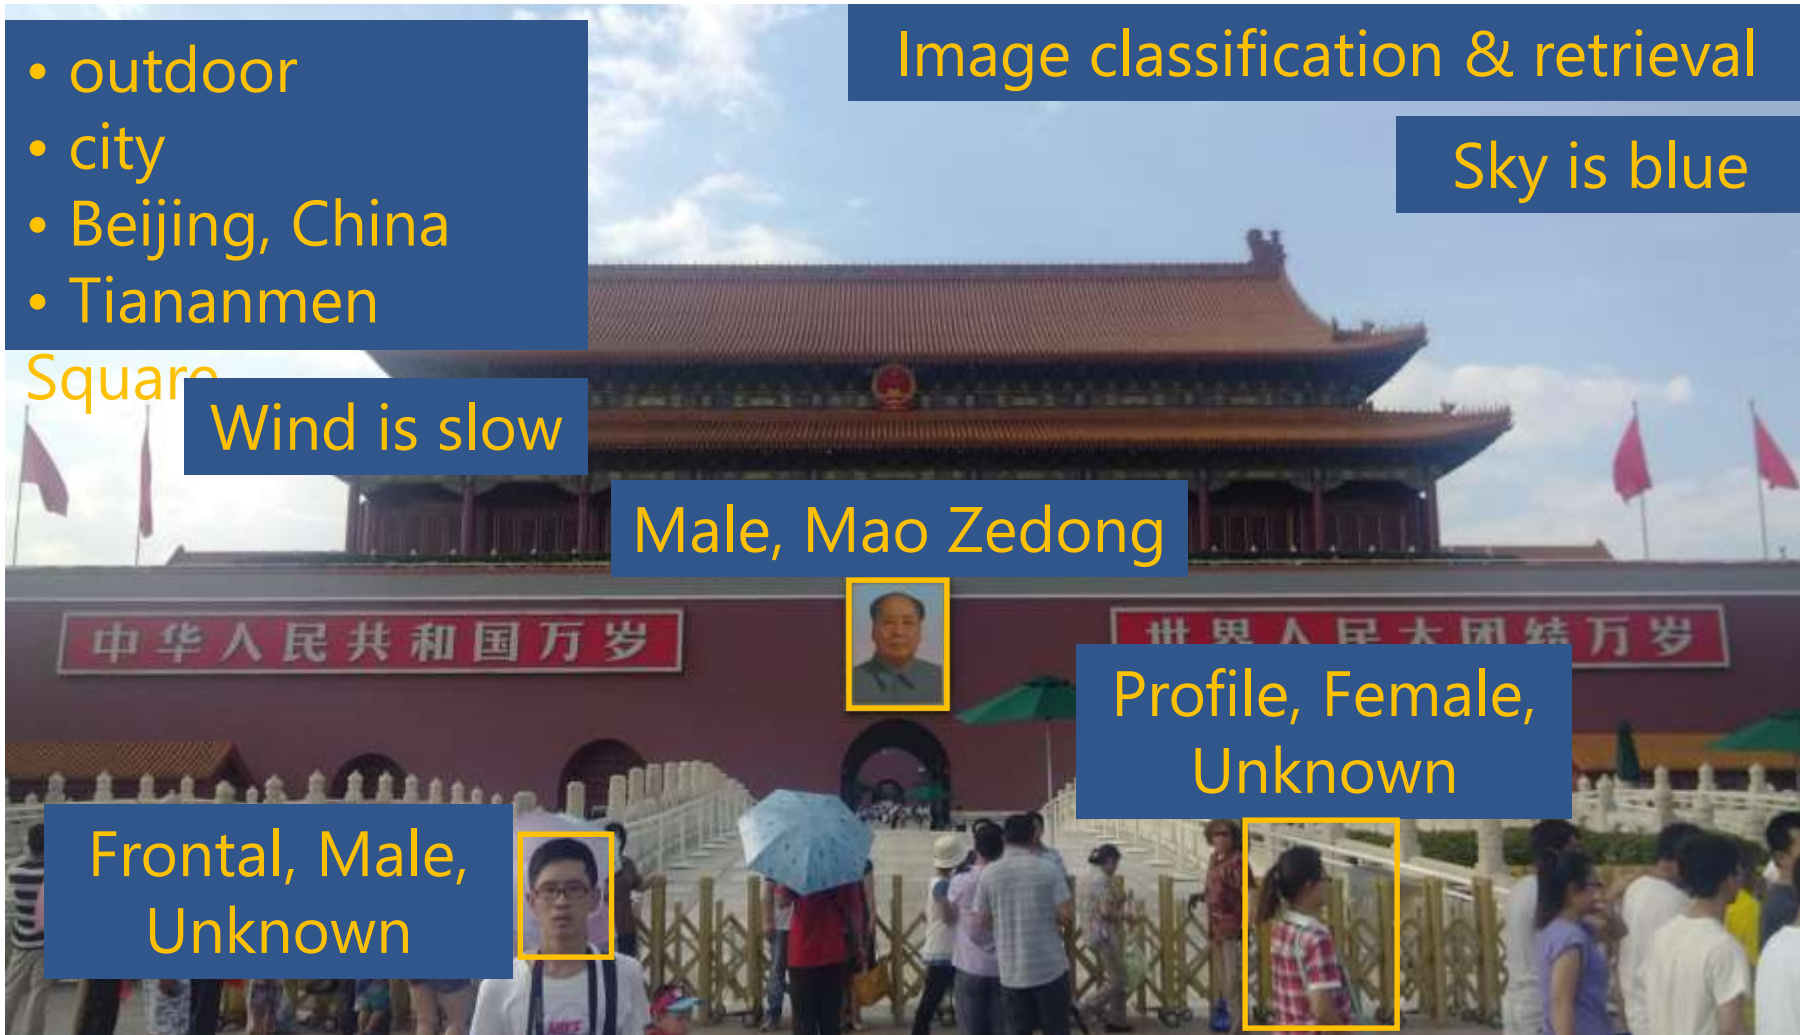 • outdoor
• city
• Beijing, China
• Tiananmen
Square
Image classification & retrieval
Sky is blue
Wind is slow
Male, Mao Zedong
中华人民共和国万岁
世界人民大团结万岁
Profile, Female,
Unknown
Frontal, Male,
Unknown